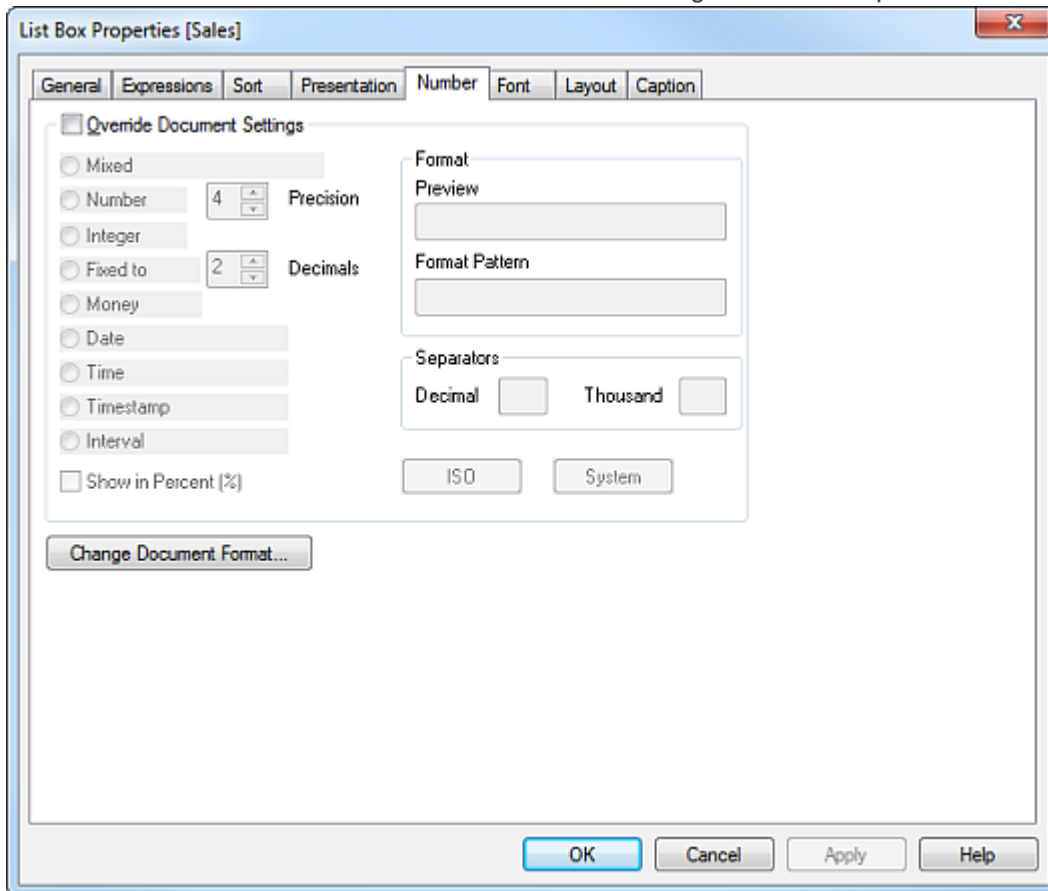 List Box Properties [Sales]
General Expressions Sort Presentation Number Font Layout Caption
Override Document Settings
Mixed
Number 4 Precision
Integer
Fixed to 2 Decimals
Money
Date
Time
Timestamp
Interval
Show in Percent (%)
Format
Preview
Format Pattern
Separators
Decimal Thousand
ISO System
Change Document Format...
OK Cancel Apply Help